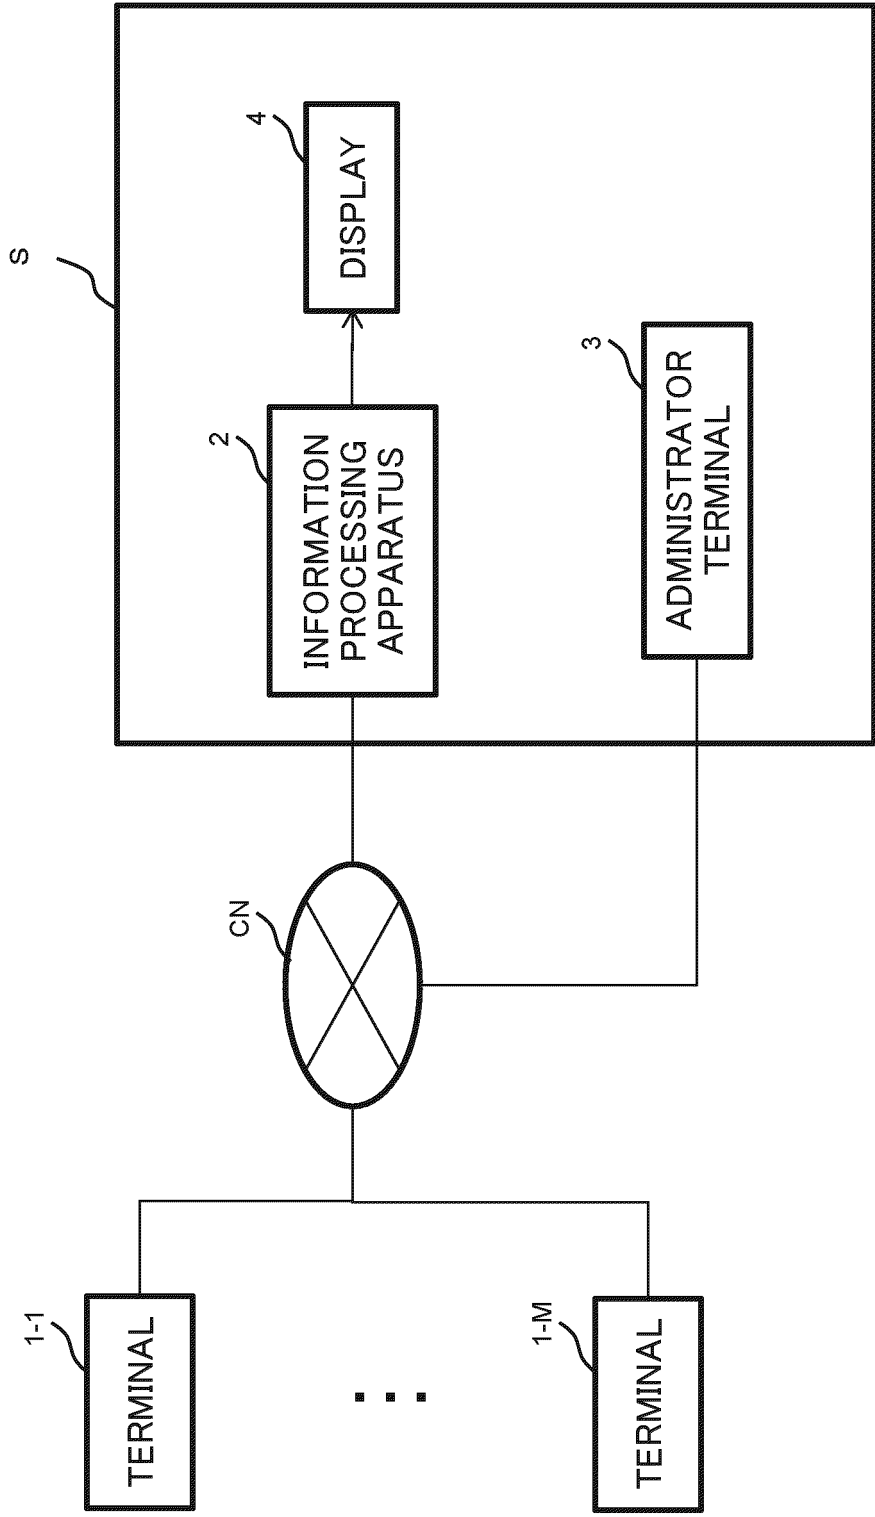 S
4
DISPLAY
2
INFORMATION
PROCESSING
APPARATUS
3
ADMINISTRATOR
TERMINAL
CN
1-1
TERMINAL
1-M
TERMINAL